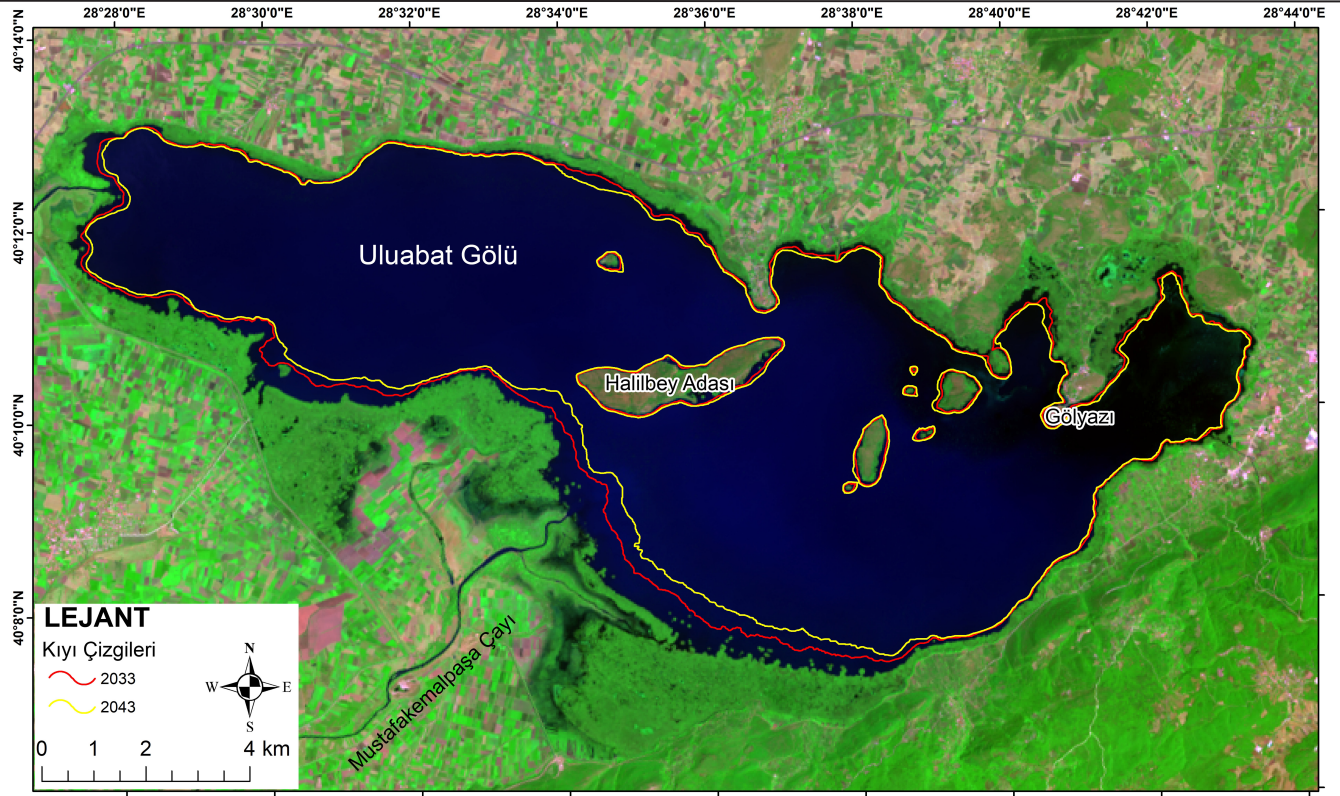 28°28'0"E 28°30'0"E 28°32'0"E 28°34'0"E 28°36'0"E 28°38'0"E 28°40'0"E 28°42'0"E 28°44'0"E
40°14'0"N
40°12'0"N
40°10'0"N
40°8'0"N
Uluabat Gölü
Halilbey Adası
Gölyazı
Mustafakemalpaşa Çayı
LEJANT
Kıyı Çizgileri
2033
2043
N
W E
S
0 1 2 4 km